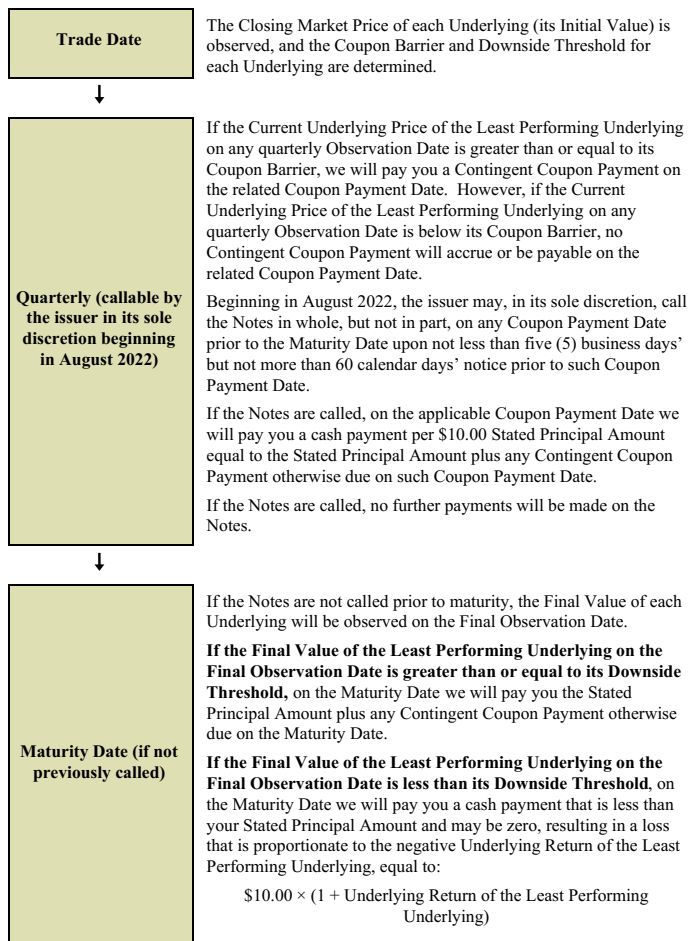 Trade Date
The Closing Market Price of each Underlying (its Initial Value) is
observed, and the Coupon Barrier and Downside Threshold for
each Underlying are determined.
Quarterly (callable by
the issuer in its sole
discretion beginning
in August 2022)
If the Current Underlying Price of the Least Performing Underlying
on any quarterly Observation Date is greater than or equal to its
Coupon Barrier, we will pay you a Contingent Coupon Payment on
the related Coupon Payment Date. However, if the Current
Underlying Price of the Least Performing Underlying on any
quarterly Observation Date is below its Coupon Barrier, no
Contingent Coupon Payment will accrue or be payable on the
related Coupon Payment Date.
Beginning in August 2022, the issuer may, in its sole discretion, call
the Notes in whole, but not in part, on any Coupon Payment Date
prior to the Maturity Date upon not less than five (5) business days’
but not more than 60 calendar days’ notice prior to such Coupon
Payment Date.
If the Notes are called, on the applicable Coupon Payment Date we
will pay you a cash payment per $10.00 Stated Principal Amount
equal to the Stated Principal Amount plus any Contingent Coupon
Payment otherwise due on such Coupon Payment Date.
If the Notes are called, no further payments will be made on the
Notes.
Maturity Date (if not
previously called)
If the Notes are not called prior to maturity, the Final Value of each
Underlying will be observed on the Final Observation Date.
If the Final Value of the Least Performing Underlying on the
Final Observation Date is greater than or equal to its Downside
Threshold, on the Maturity Date we will pay you the Stated
Principal Amount plus any Contingent Coupon Payment otherwise
due on the Maturity Date.
If the Final Value of the Least Performing Underlying on the
Final Observation Date is less than its Downside Threshold, on
the Maturity Date we will pay you a cash payment that is less than
your Stated Principal Amount and may be zero, resulting in a loss
that is proportionate to the negative Underlying Return of the Least
Performing Underlying, equal to:
$10.00 × (1 + Underlying Return of the Least Performing
Underlying)